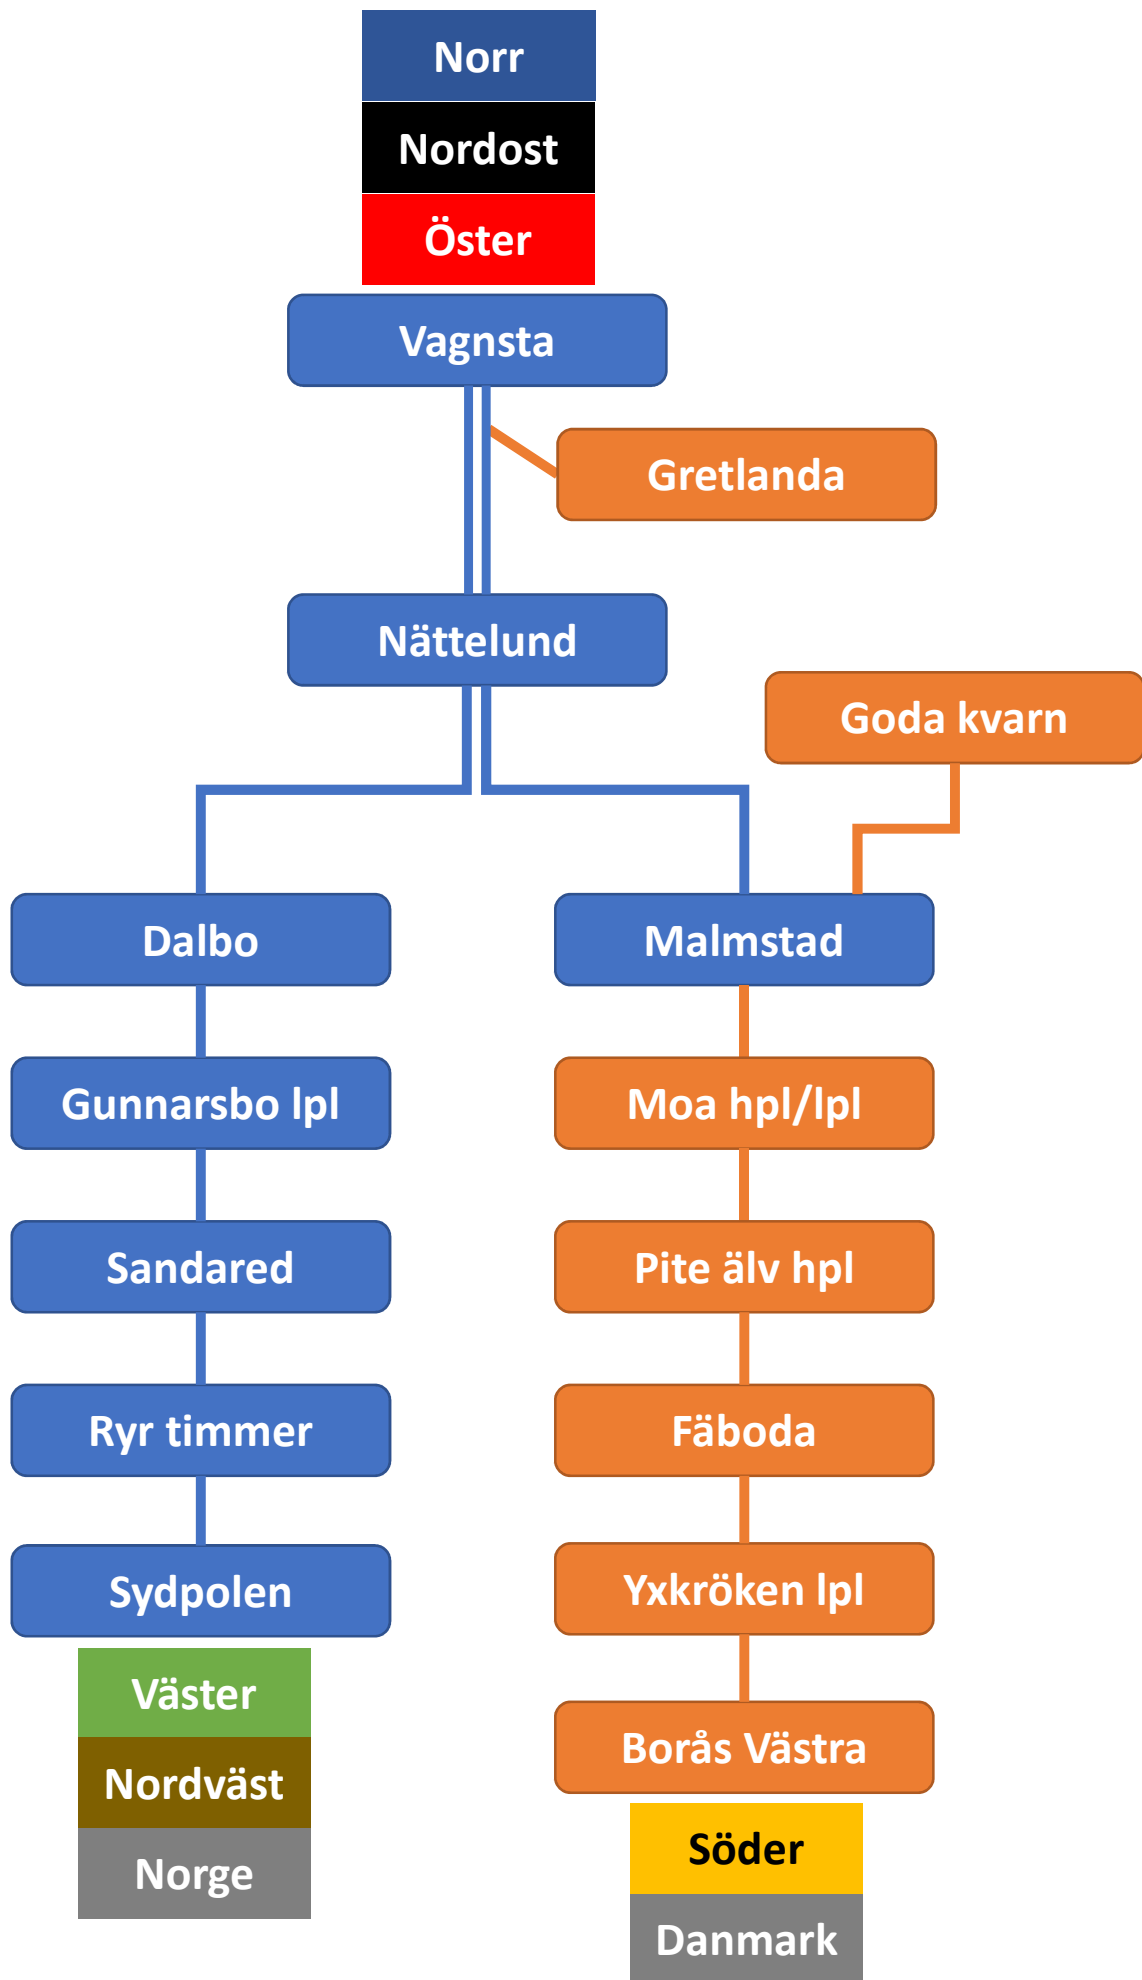 Norr
Nordost
Öster
Vagnsta
Gretlanda
Nättelund
Goda kvarn
Dalbo
Malmstad
Gunnarsbo lpl
Moa hpl/lpl
Sandared
Pite älv hpl
Ryr timmer
Fäboda
Sydpolen
Yxkröken lpl
Väster
Borås Västra
Nordväst
Söder
Norge
Danmark